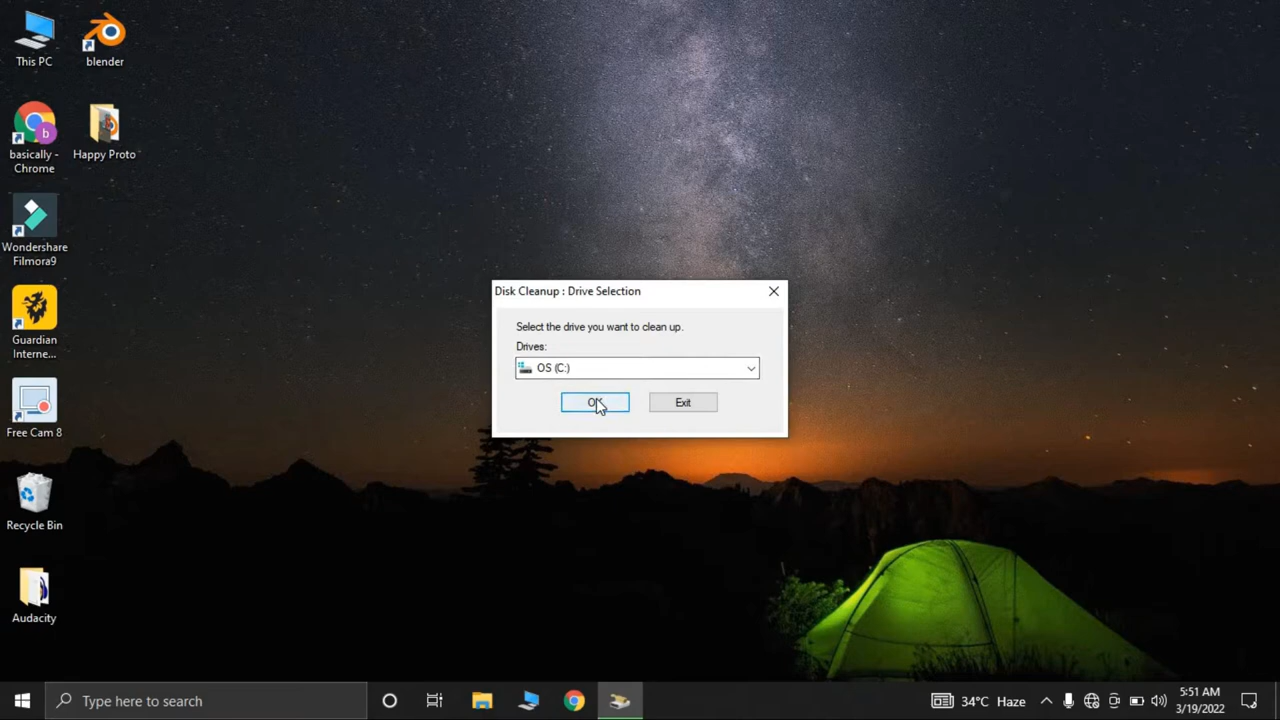 This PC
blender
b
basically -
Chrome
Happy Proto
Wondershare
Filmora9
Guardian
Interne...
Free Cam 8
Recycle Bin
Audacity
Disk Cleanup : Drive Selection
Select the drive you want to clean up.
Drives:
OS (C:)
Exit
Type here to search
34°C Haze
5:51 AM
3/19/2022